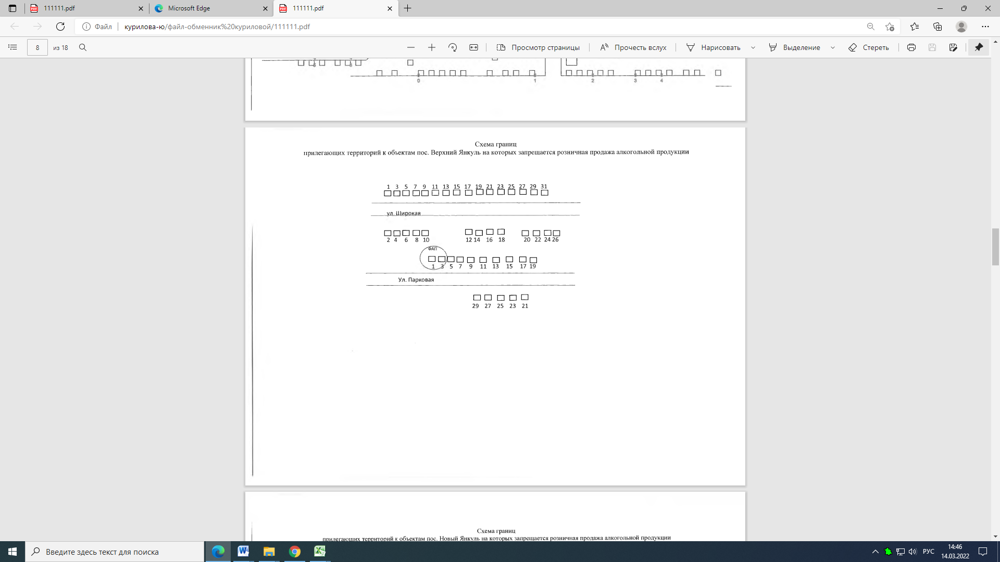 111111.pdf
Microsoft Edge
111111.pdf
Файл
курилова-ю/файл-обменник%20куриловой/111111.pdf
8 из 18
Просмотр страницы
Прочесть вслух
Нарисовать
Выделение
Стереть
0 1 2 3 4
Схема границ
прилегающих территорий к объектам пос. Верхний Янкуль на которых запрещается розничная продажа алкогольной продукции
1 3 5 7 9 11 13 15 17 19 21 23 25 27 29 31
ул. Широкая
2 4 6 8 10 12 14 16 18 20 22 24 26
ФАП
1 3 5 7 9 11 13 15 17 19
Ул. Парковая
29 27 25 23 21
Схема границ
прилегающих территорий к объектам пос. Новый Янкуль на которых запрещается розничная продажа алкогольной продукции
Введите здесь текст для поиска
РУС
14:46
14.03.2022